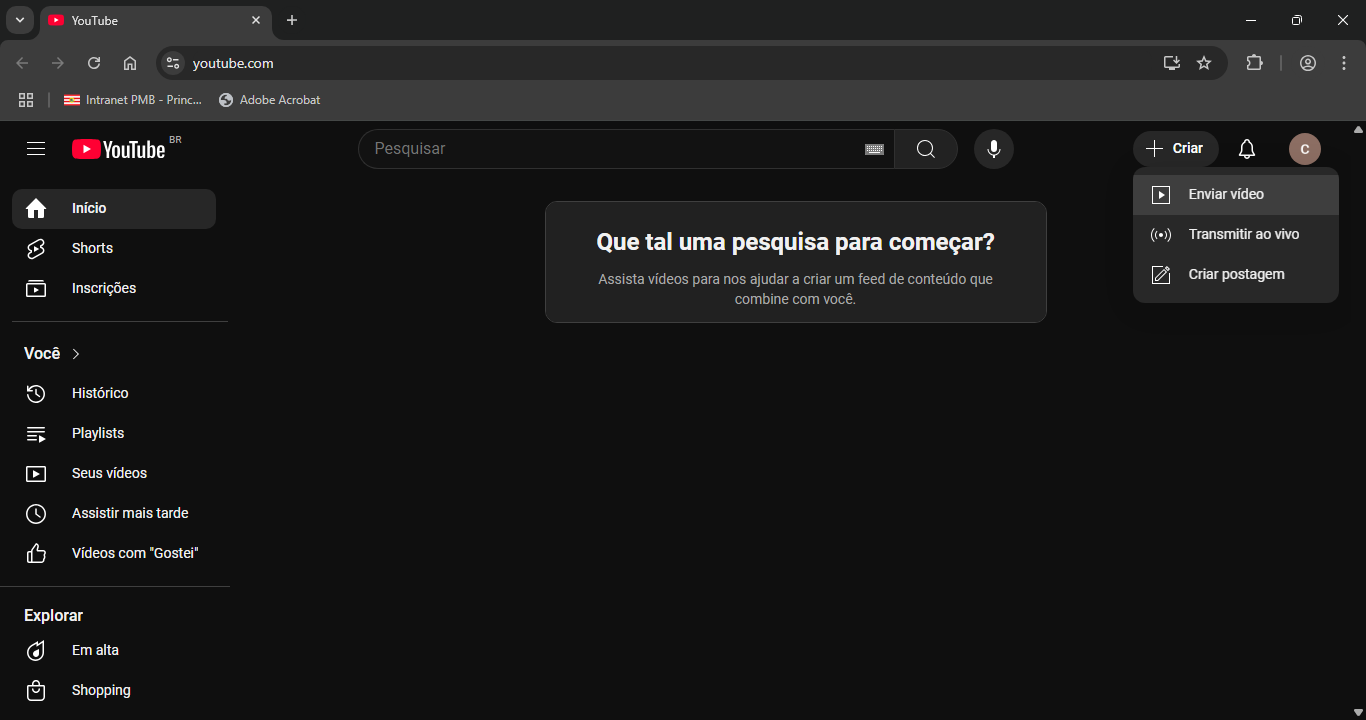 YouTube
youtube.com
Intranet PMB - Princ...
Adobe Acrobat
YouTube BR
Pesquisar
Criar
C
Enviar vídeo
Transmitir ao vivo
Criar postagem
Início
Shorts
Inscrições
Que tal uma pesquisa para começar?
Assista vídeos para nos ajudar a criar um feed de conteúdo que
combine com você.
Você
Histórico
Playlists
Seus vídeos
Assistir mais tarde
Vídeos com "Gostei"
Explorar
Em alta
Shopping